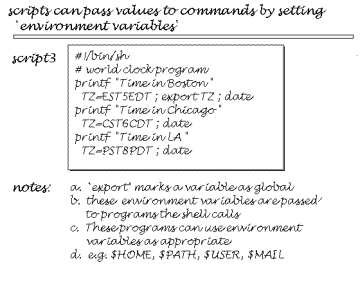 scripts can pass values to commands by setting
`environment variables'
script3
#!/bin/sh
# world clock program
printf "Time in Boston"
TZ=EST5EDT ; export TZ ; date
printf "Time in Chicago"
TZ=CST6CDT ; date
printf "Time in LA "
TZ=PST8PDT ; date
notes:
a. `export' marks a variable as global
b. these environment variables are passed
to programs the shell calls
c. These programs can use environment
variables as appropriate
d. e.g. $HOME, $PATH, $USER, $MAIL